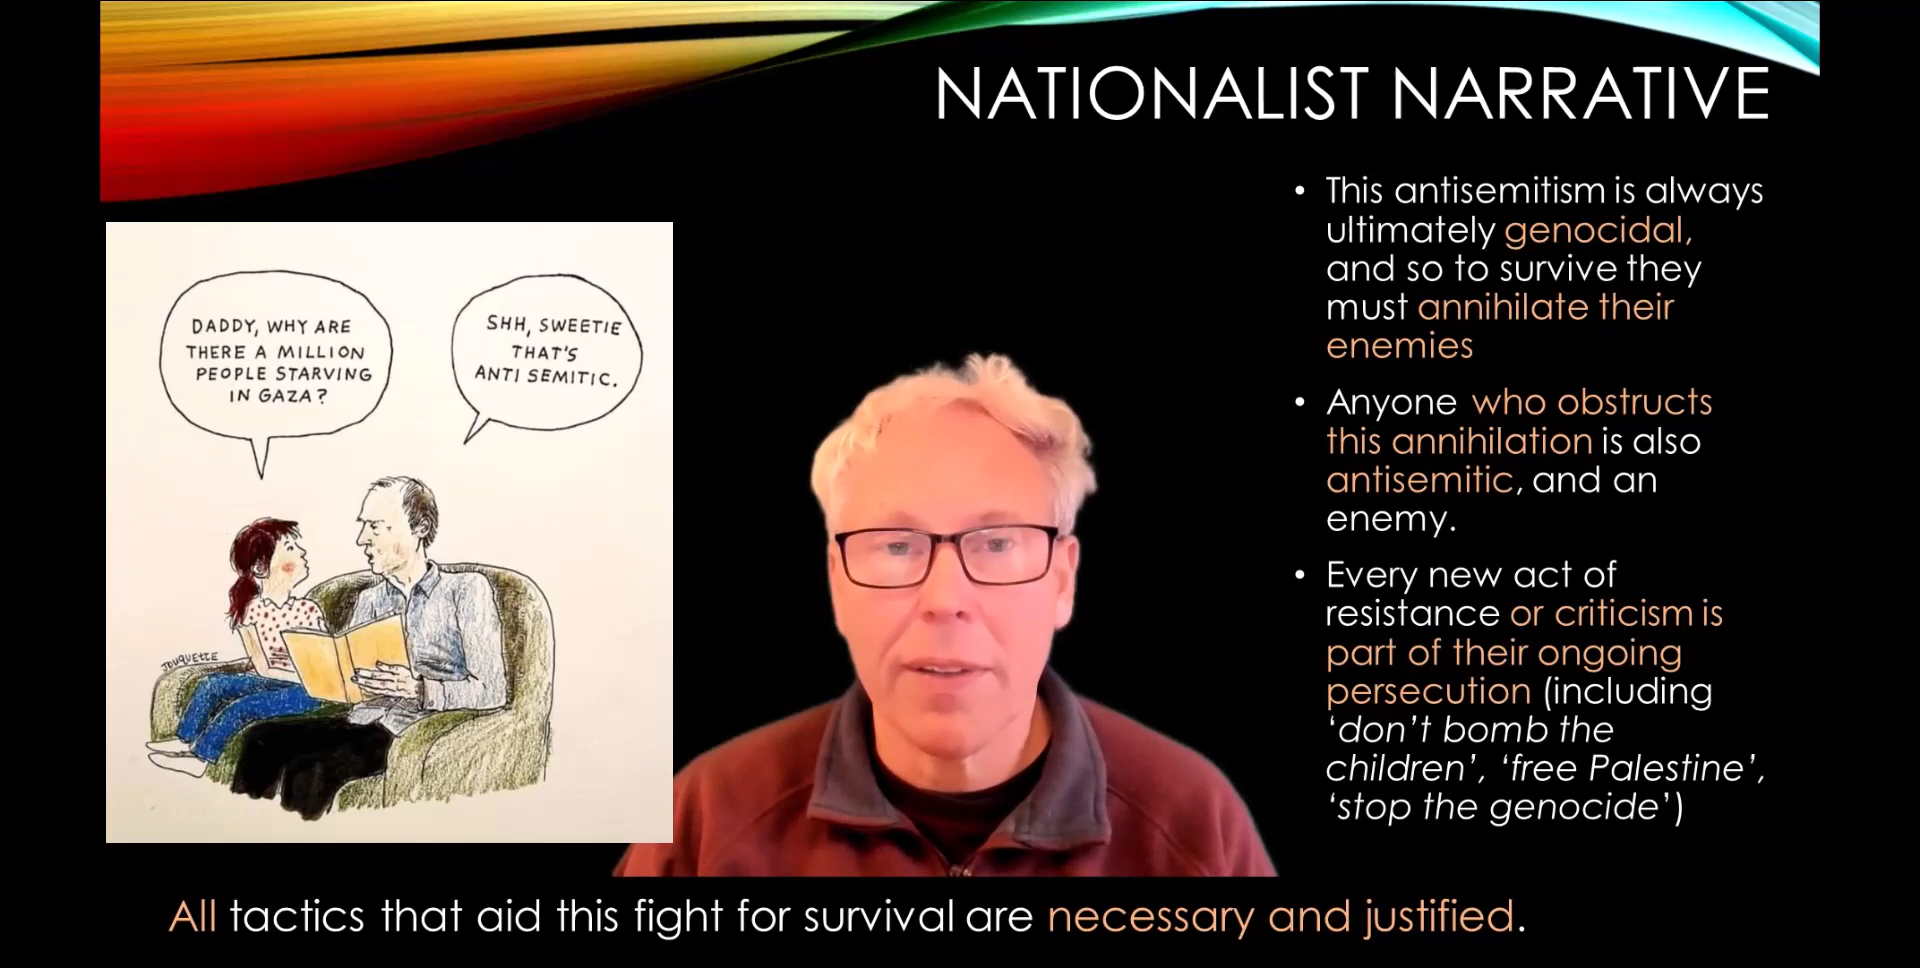 NATIONALIST NARRATIVE
DADDY, WHY ARE
THERE A MILLION
PEOPLE STARVING
IN GAZA?
SHH, SWEETIE
THAT'S
ANTI SEMITIC.
JOUQUETTE
• This antisemitism is always
ultimately genocidal,
and so to survive they
must annihilate their
enemies
• Anyone who obstructs
this annihilation is also
antisemitic, and an
enemy.
• Every new act of
resistance or criticism is
part of their ongoing
persecution (including
‘don’t bomb the
children’, ‘free Palestine’,
‘stop the genocide’)
All tactics that aid this fight for survival are necessary and justified.